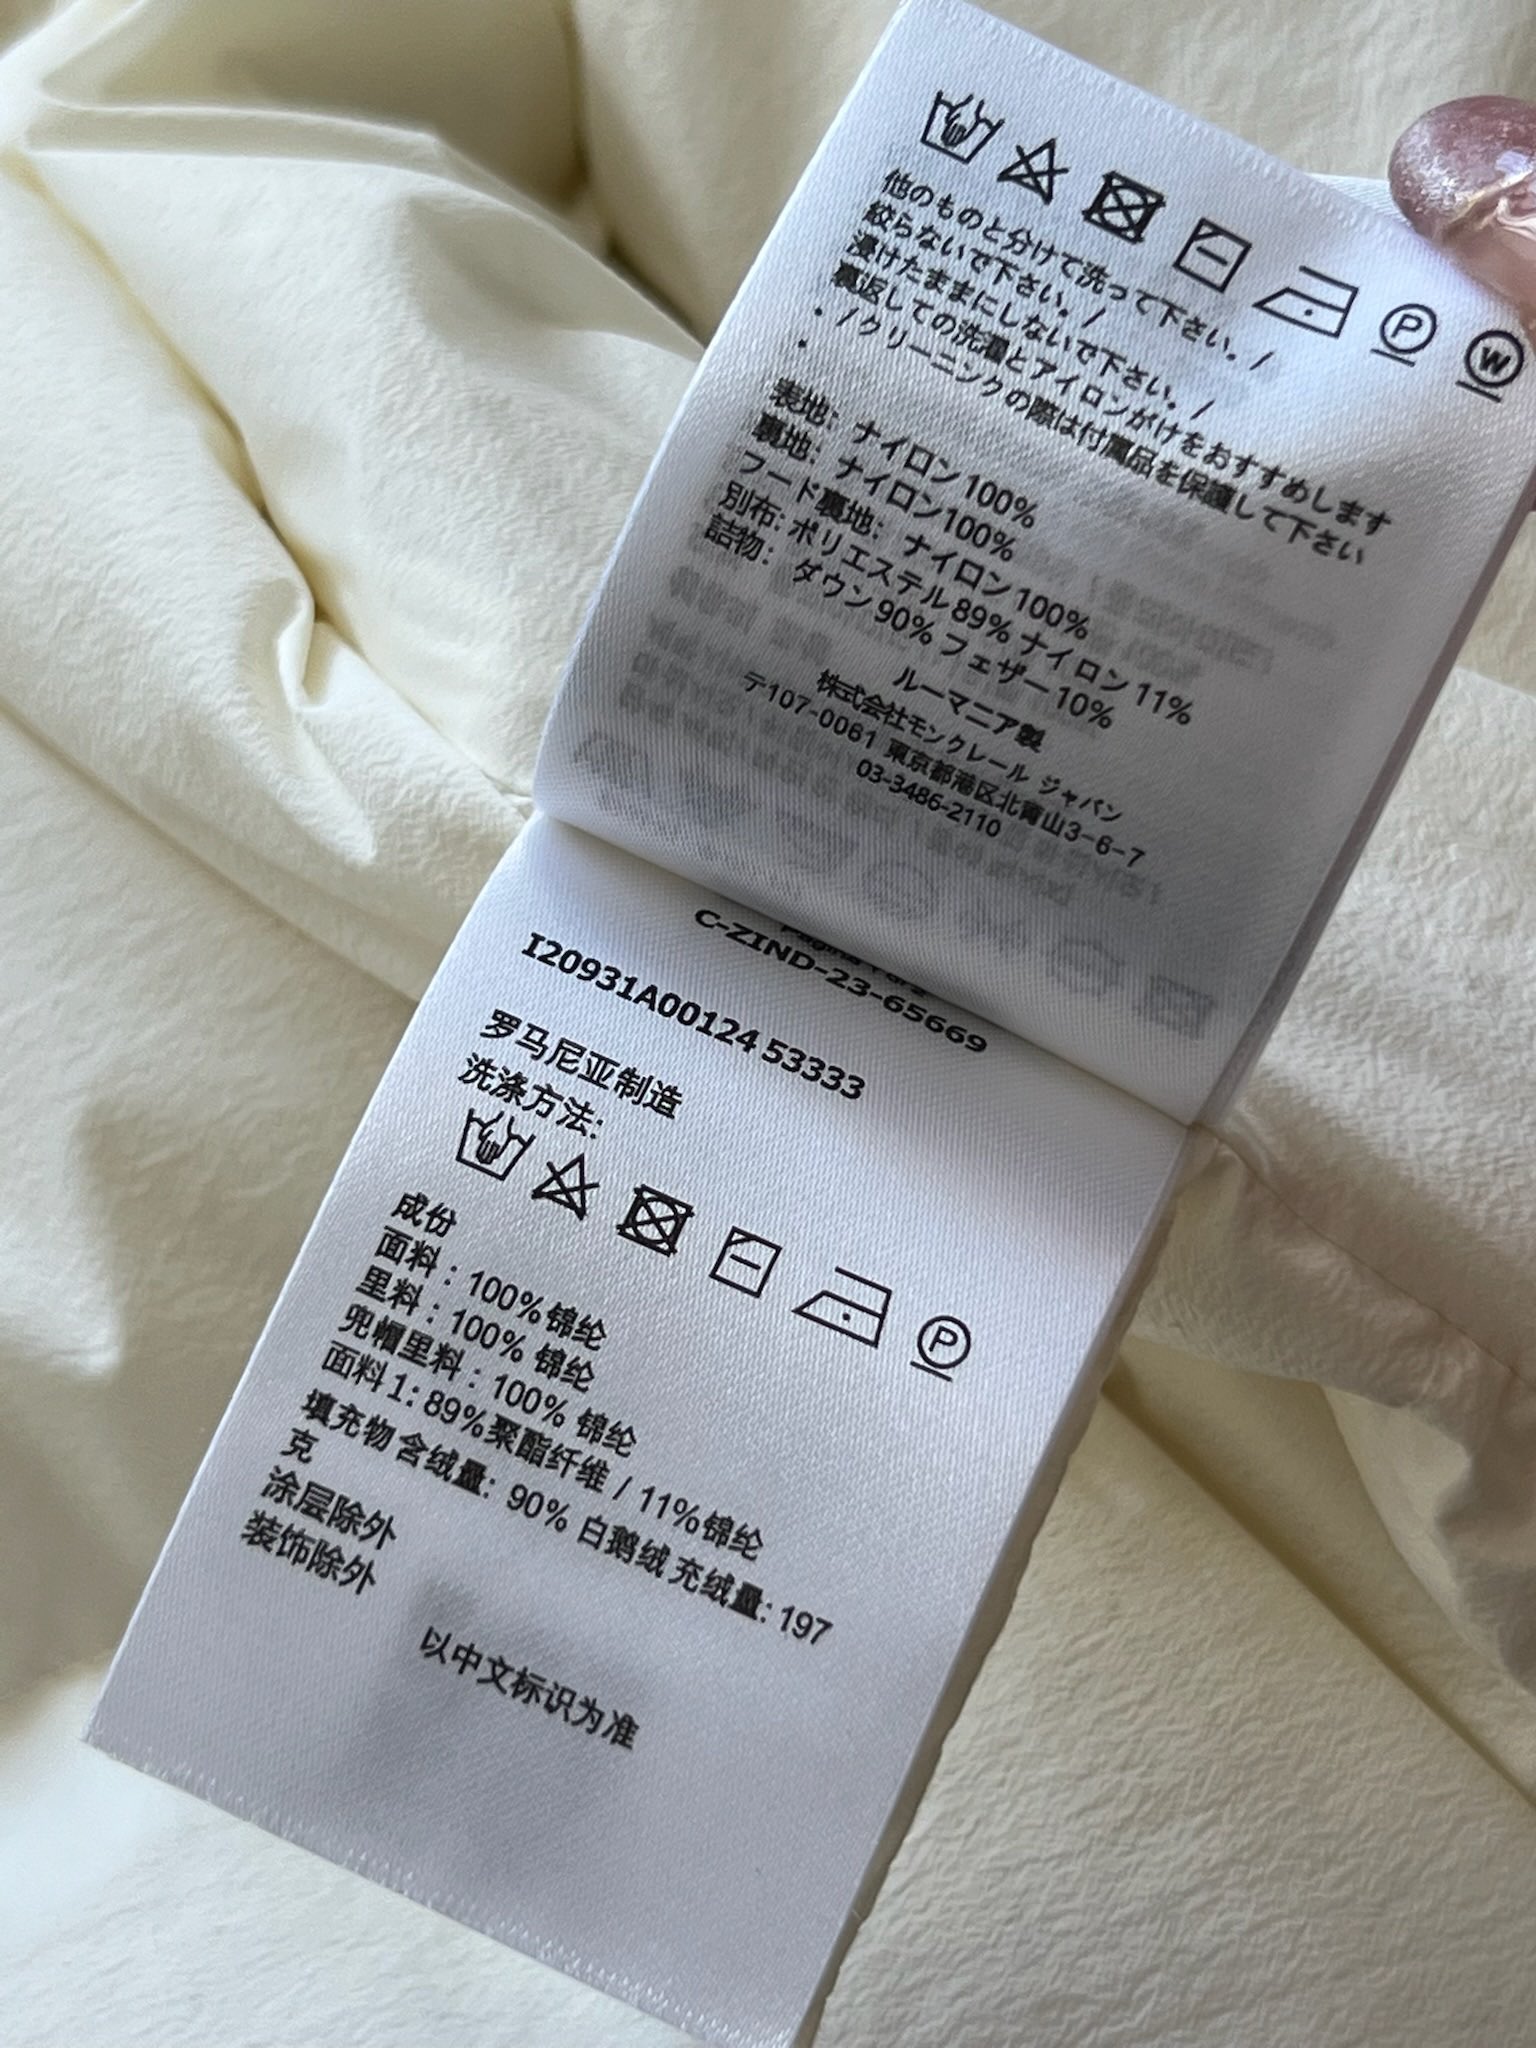 P
W
他のものと分けて洗って下さい。/
絞らないで下さい。/
浸けたままにしないで下さい。/
裏返しての洗濯とアイロンがけをおすすめします
・/クリーニングの際は付属品を保護して下さい
・
表地: ナイロン100%
裏地: ナイロン100%
フード裏地: ナイロン100%
別布: ポリエステル89% ナイロン11%
詰物: ダウン90% フェザー10%
ルーマニア製
株式会社モンクレール ジャパン
〒107-0061 東京都港区北青山3-6-7
03-3486-2110
C-ZIND-23-65669
I20931A00124 53333
罗马尼亚制造
洗涤方法:
P
成份
面料: 100%锦纶
里料: 100% 锦纶
兜帽里料: 100% 锦纶
面料1: 89%聚酯纤维 / 11%锦纶
填充物 含绒量: 90% 白鹅绒 充绒量: 197
克
涂层除外
装饰除外
以中文标识为准